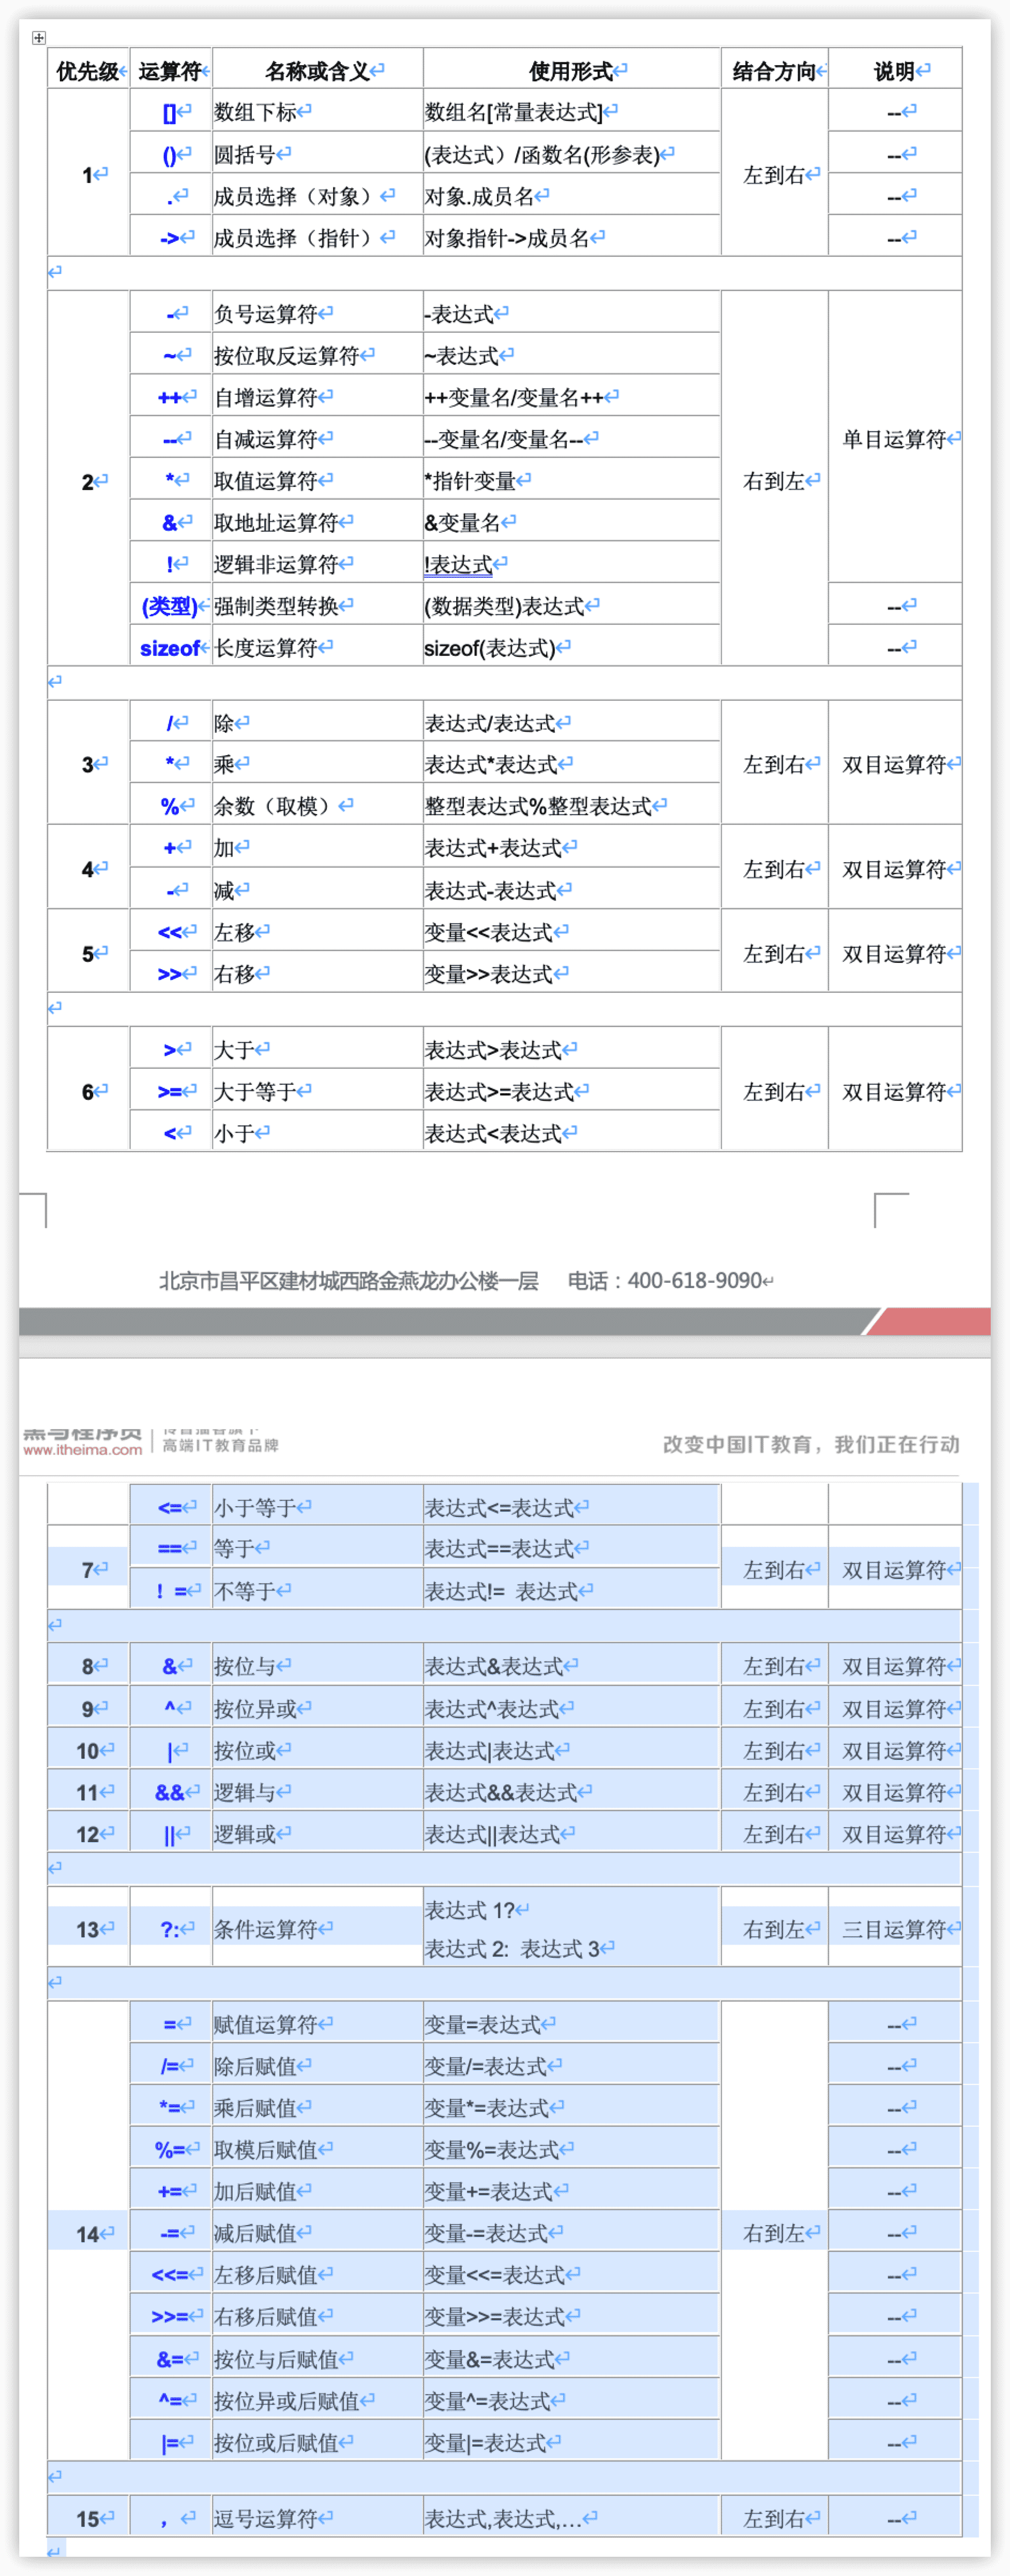 优先级 运算符 名称或含义 使用形式 结合方向 说明
1 [] 数组下标 数组名[常量表达式] 左到右 --
() 圆括号 (表达式）/函数名(形参表) --
. 成员选择（对象） 对象.成员名 --
-> 成员选择（指针） 对象指针->成员名 --
2 - 负号运算符 -表达式 右到左 单目运算符
~ 按位取反运算符 ~表达式
++ 自增运算符 ++变量名/变量名++
-- 自减运算符 --变量名/变量名--
* 取值运算符 *指针变量
& 取地址运算符 &变量名
! 逻辑非运算符 !表达式
(类型) 强制类型转换 (数据类型)表达式 --
sizeof 长度运算符 sizeof(表达式) --
3 / 除 表达式/表达式 左到右 双目运算符
* 乘 表达式*表达式
% 余数（取模） 整型表达式%整型表达式
4 + 加 表达式+表达式 左到右 双目运算符
- 减 表达式-表达式
5 << 左移 变量<<表达式 左到右 双目运算符
>> 右移 变量>>表达式
6 > 大于 表达式>表达式 左到右 双目运算符
>= 大于等于 表达式>=表达式
< 小于 表达式<表达式
北京市昌平区建材城西路金燕龙办公楼一层 电话：400-618-9090
黑马程序员
www.itheima.com 高端IT教育品牌 改变中国IT教育，我们正在行动
<= 小于等于 表达式<=表达式
7 == 等于 表达式==表达式 左到右 双目运算符
！= 不等于 表达式!= 表达式
8 & 按位与 表达式&表达式 左到右 双目运算符
9 ^ 按位异或 表达式^表达式 左到右 双目运算符
10 | 按位或 表达式|表达式 左到右 双目运算符
11 && 逻辑与 表达式&&表达式 左到右 双目运算符
12 || 逻辑或 表达式||表达式 左到右 双目运算符
13 ?: 条件运算符 表达式 1? 右到左 三目运算符
表达式 2: 表达式 3
14 = 赋值运算符 变量=表达式 右到左 --
/= 除后赋值 变量/=表达式 --
*= 乘后赋值 变量*=表达式 --
%= 取模后赋值 变量%=表达式 --
+= 加后赋值 变量+=表达式 --
-= 减后赋值 变量-=表达式 --
<<= 左移后赋值 变量<<=表达式 --
>>= 右移后赋值 变量>>=表达式 --
&= 按位与后赋值 变量&=表达式 --
^= 按位异或后赋值 变量^=表达式 --
|= 按位或后赋值 变量|=表达式 --
15 ， 逗号运算符 表达式,表达式,… 左到右 --